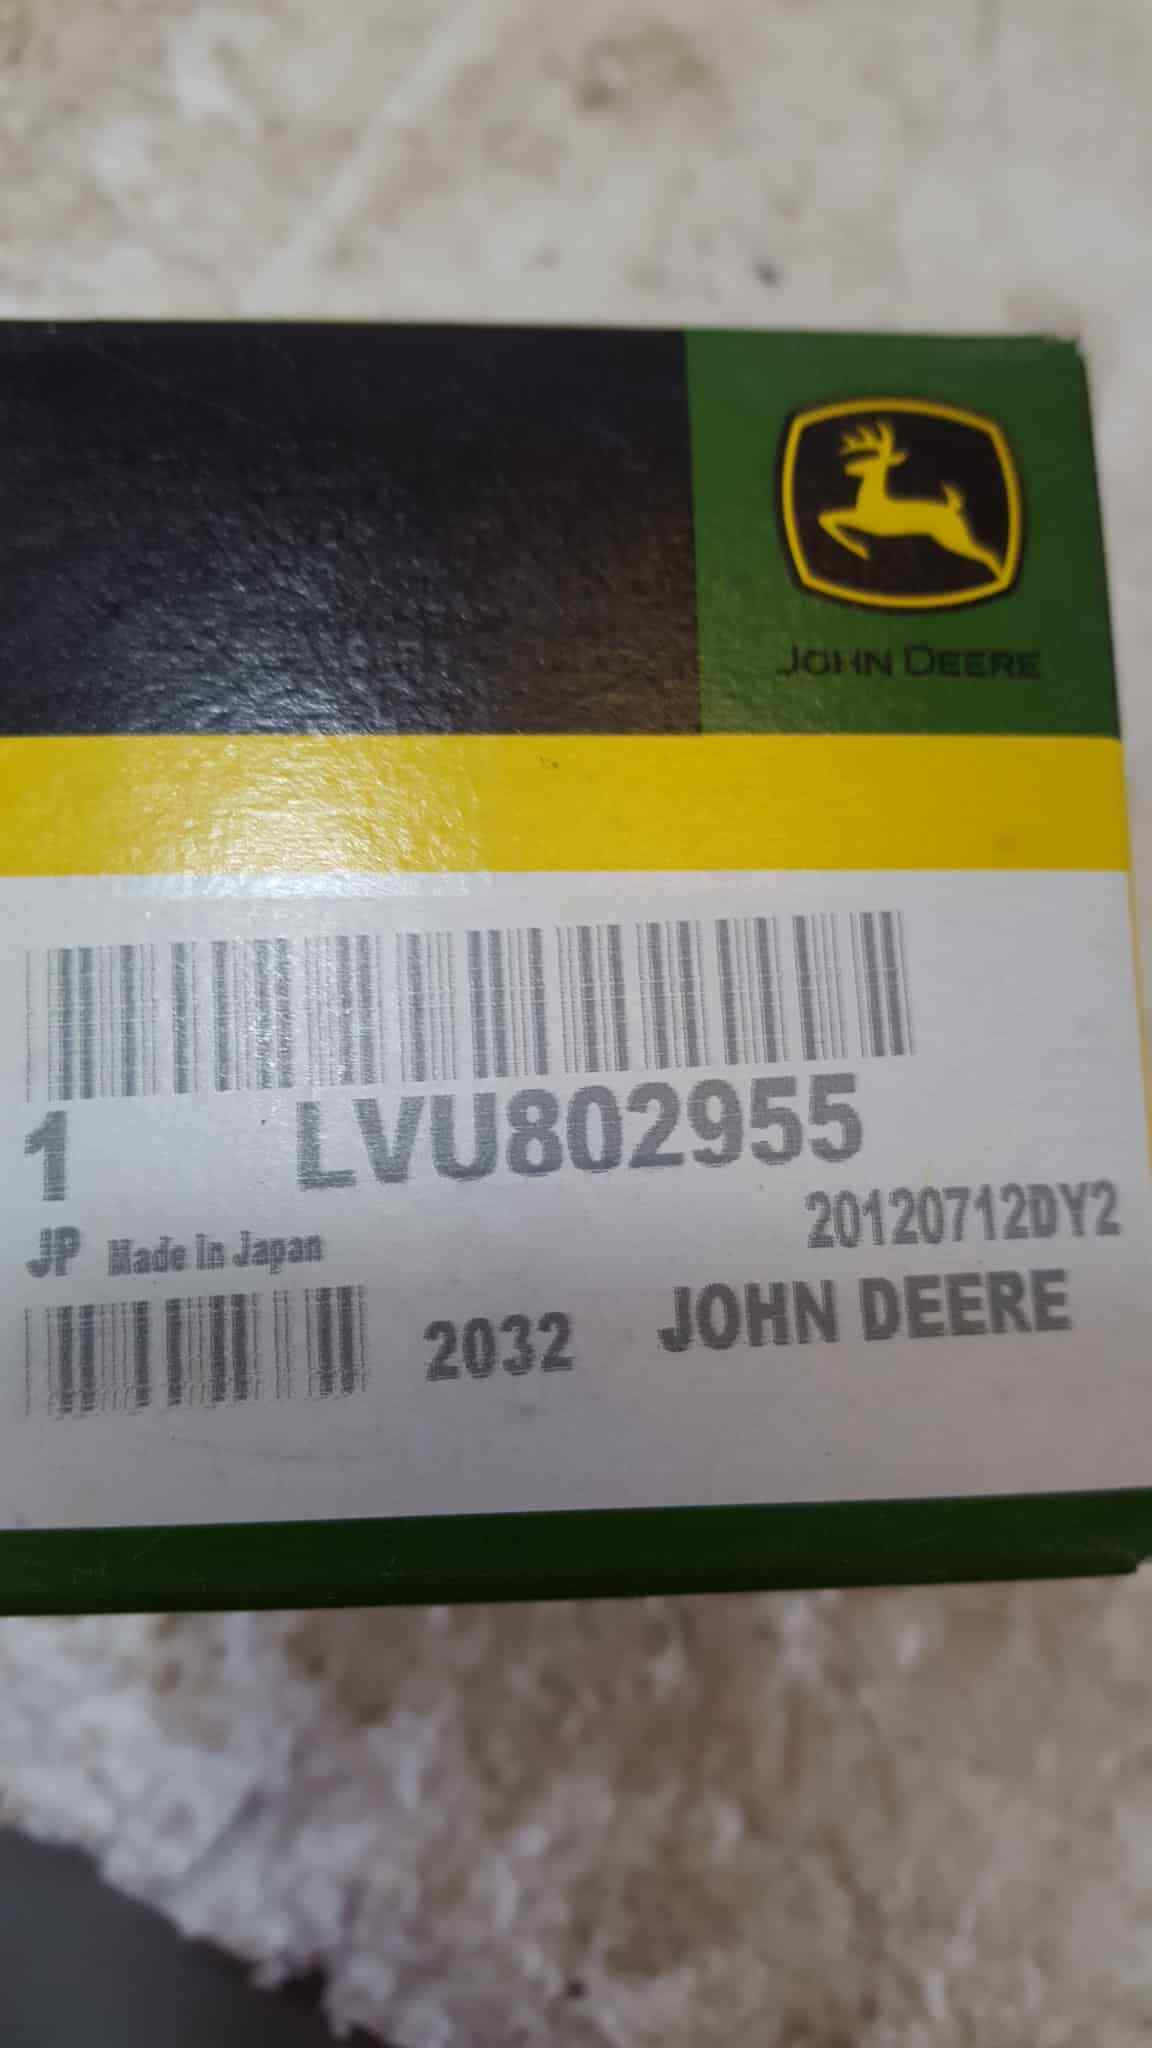 JOHN DEERE
1 LVU802955
20120712DY2
JP Made in Japan
2032 JOHN DEERE